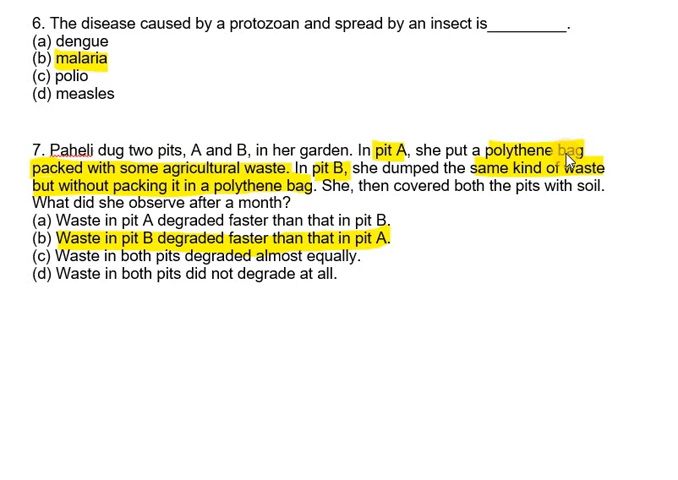 6. The disease caused by a protozoan and spread by an insect is__________.
(a) dengue
(b) malaria
(c) polio
(d) measles
7. Paheli dug two pits, A and B, in her garden. In pit A, she put a polythene bag
packed with some agricultural waste. In pit B, she dumped the same kind of waste
but without packing it in a polythene bag. She, then covered both the pits with soil.
What did she observe after a month?
(a) Waste in pit A degraded faster than that in pit B.
(b) Waste in pit B degraded faster than that in pit A.
(c) Waste in both pits degraded almost equally.
(d) Waste in both pits did not degrade at all.